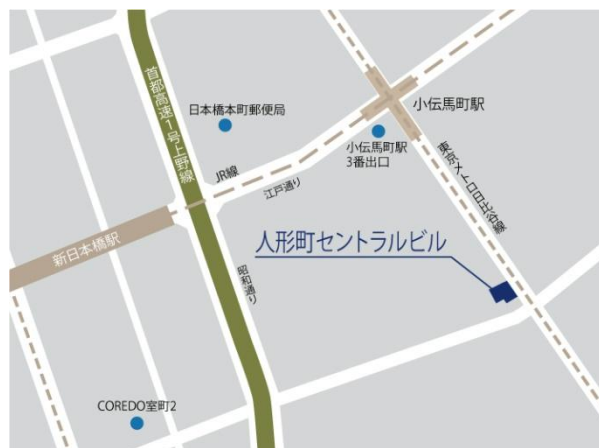 首都高速1号上野線
日本橋本町郵便局
小伝馬町駅
小伝馬町駅
3番出口
JR線
江戸通り
東京メトロ日比谷線
新日本橋駅
人形町セントラルビル
昭和通り
COREDO室町2